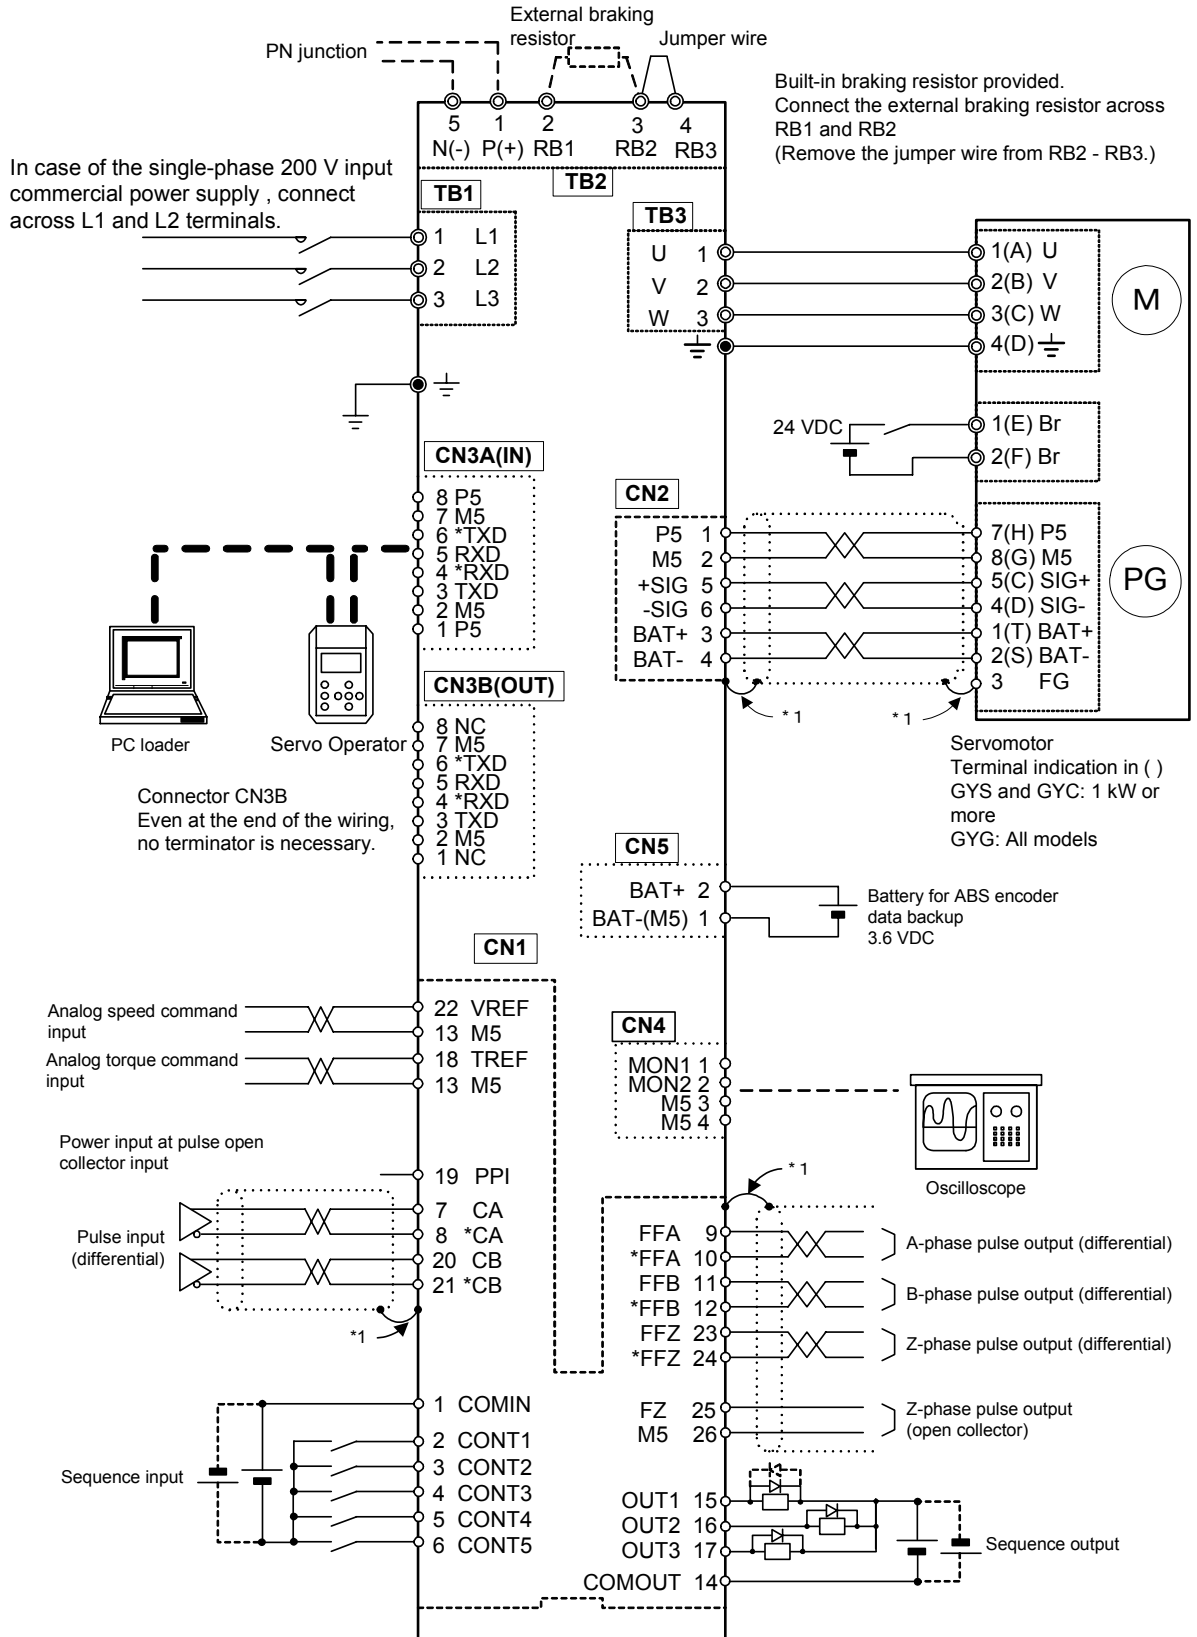 External braking
resistor
Jumper wire
PN junction
Built-in braking resistor provided.
Connect the external braking resistor across
RB1 and RB2
(Remove the jumper wire from RB2 - RB3.)
5 1 2 3 4
N(-) P(+) RB1 RB2 RB3
TB2
In case of the single-phase 200 V input
commercial power supply , connect
across L1 and L2 terminals.
TB1
1 L1
2 L2
3 L3
TB3
U 1
V 2
W 3
1(A) U
2(B) V
3(C) W
4(D)
M
24 VDC
1(E) Br
2(F) Br
CN3A(IN)
8 P5
7 M5
6 *TXD
5 RXD
4 *RXD
3 TXD
2 M5
1 P5
CN2
P5 1
M5 2
+SIG 5
-SIG 6
BAT+ 3
BAT- 4
7(H) P5
8(G) M5
5(C) SIG+
4(D) SIG-
1(T) BAT+
2(S) BAT-
3 FG
PG
* 1
* 1
CN3B(OUT)
8 NC
7 M5
6 *TXD
5 RXD
4 *RXD
3 TXD
2 M5
1 NC
PC loader
Servo Operator
Connector CN3B
Even at the end of the wiring,
no terminator is necessary.
Servomotor
Terminal indication in ( )
GYS and GYC: 1 kW or
more
GYG: All models
CN5
BAT+ 2
BAT-(M5) 1
Battery for ABS encoder
data backup
3.6 VDC
CN1
Analog speed command
input
Analog torque command
input
22 VREF
13 M5
18 TREF
13 M5
CN4
MON1 1
MON2 2
M5 3
M5 4
Oscilloscope
Power input at pulse open
collector input
19 PPI
Pulse input
(differential)
7 CA
8 *CA
20 CB
21 *CB
*1
* 1
FFA 9
*FFA 10
FFB 11
*FFB 12
FFZ 23
*FFZ 24
A-phase pulse output (differential)
B-phase pulse output (differential)
Z-phase pulse output (differential)
FZ 25
M5 26
Z-phase pulse output
(open collector)
Sequence input
1 COMIN
2 CONT1
3 CONT2
4 CONT3
5 CONT4
6 CONT5
OUT1 15
OUT2 16
OUT3 17
COMOUT 14
Sequence output